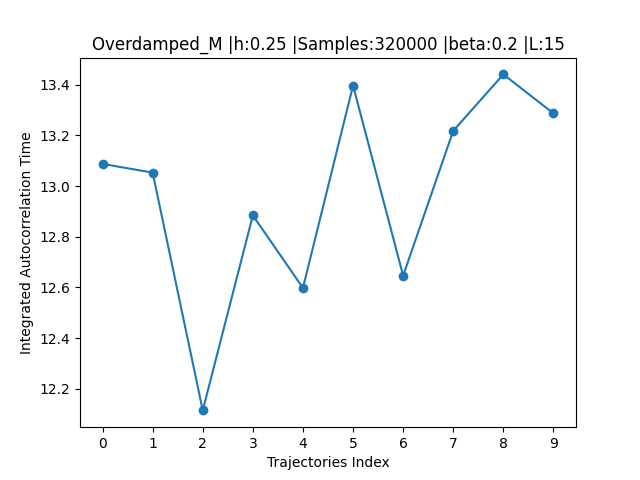 Overdamped_M |h:0.25 |Samples:320000 |beta:0.2 |L:15
Integrated Autocorrelation Time
13.4
13.2
13.0
12.8
12.6
12.4
12.2
0 1 2 3 4 5 6 7 8 9
Trajectories Index